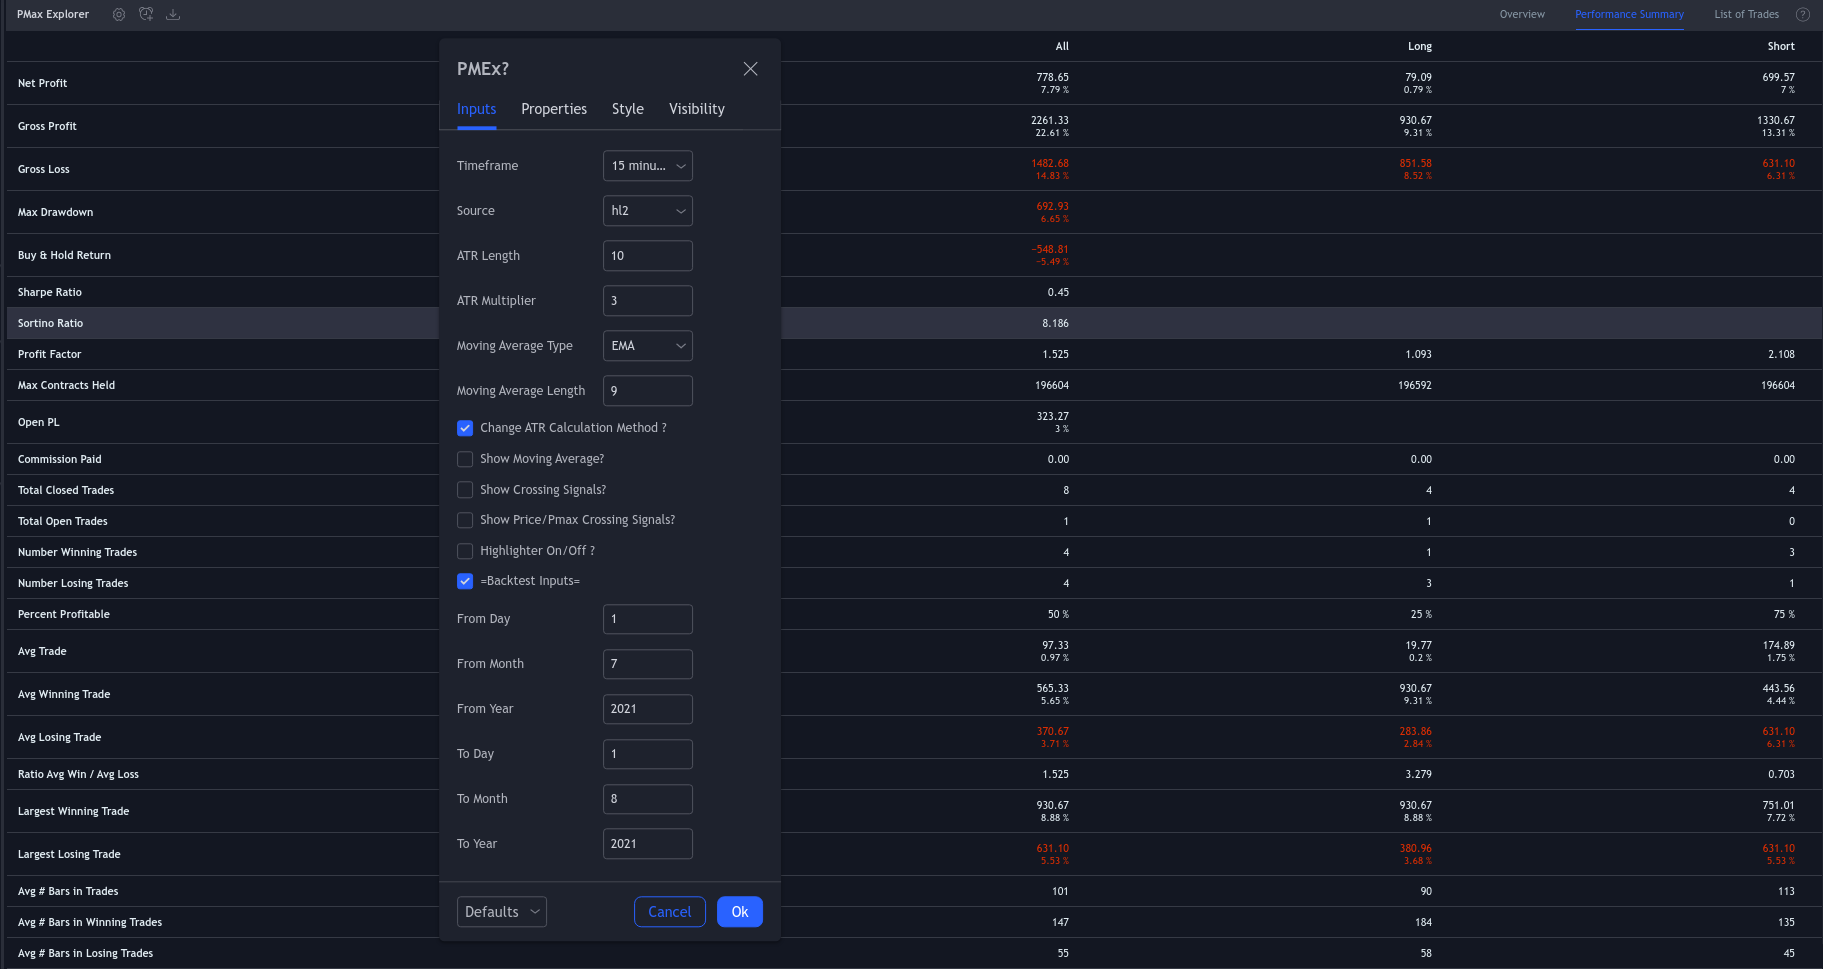 PMax Explorer
Overview Performance Summary List of Trades ?
All Long Short
Net Profit 778.65 79.09 699.57
7.79 % 0.79 % 7 %
Gross Profit 2261.33 930.67 1330.67
22.61 % 9.31 % 13.31 %
Gross Loss 1482.68 851.58 631.10
14.83 % 8.52 % 6.31 %
Max Drawdown 692.93
6.65 %
Buy & Hold Return −548.81
−5.49 %
Sharpe Ratio 0.45
Sortino Ratio 8.186
Profit Factor 1.525 1.093 2.108
Max Contracts Held 196604 196592 196604
Open PL 323.27
3 %
Commission Paid 0.00 0.00 0.00
Total Closed Trades 8 4 4
Total Open Trades 1 1 0
Number Winning Trades 4 1 3
Number Losing Trades 4 3 1
Percent Profitable 50 % 25 % 75 %
Avg Trade 97.33 19.77 174.89
0.97 % 0.2 % 1.75 %
Avg Winning Trade 565.33 930.67 443.56
5.65 % 9.31 % 4.44 %
Avg Losing Trade 370.67 283.86 631.10
3.71 % 2.84 % 6.31 %
Ratio Avg Win / Avg Loss 1.525 3.279 0.703
Largest Winning Trade 930.67 930.67 751.01
8.88 % 8.88 % 7.72 %
Largest Losing Trade 631.10 380.96 631.10
5.53 % 3.68 % 5.53 %
Avg # Bars in Trades 101 90 113
Avg # Bars in Winning Trades 147 184 135
Avg # Bars in Losing Trades 55 58 45
PMEx?
Inputs Properties Style Visibility
Timeframe 15 minu...
Source hl2
ATR Length 10
ATR Multiplier 3
Moving Average Type EMA
Moving Average Length 9
Change ATR Calculation Method ?
Show Moving Average?
Show Crossing Signals?
Show Price/Pmax Crossing Signals?
Highlighter On/Off ?
=Backtest Inputs=
From Day 1
From Month 7
From Year 2021
To Day 1
To Month 8
To Year 2021
Defaults Cancel Ok